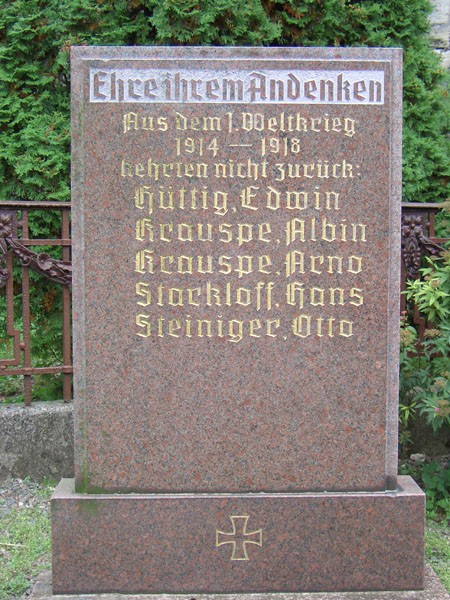 Ehre ihrem Andenken
Aus dem 1. Weltkrieg
1914 — 1918
kehrten nicht zurück:
Hüttig, Edwin
Krauspe, Albin
Krauspe, Arno
Stackloff, Hans
Steiniger, Otto